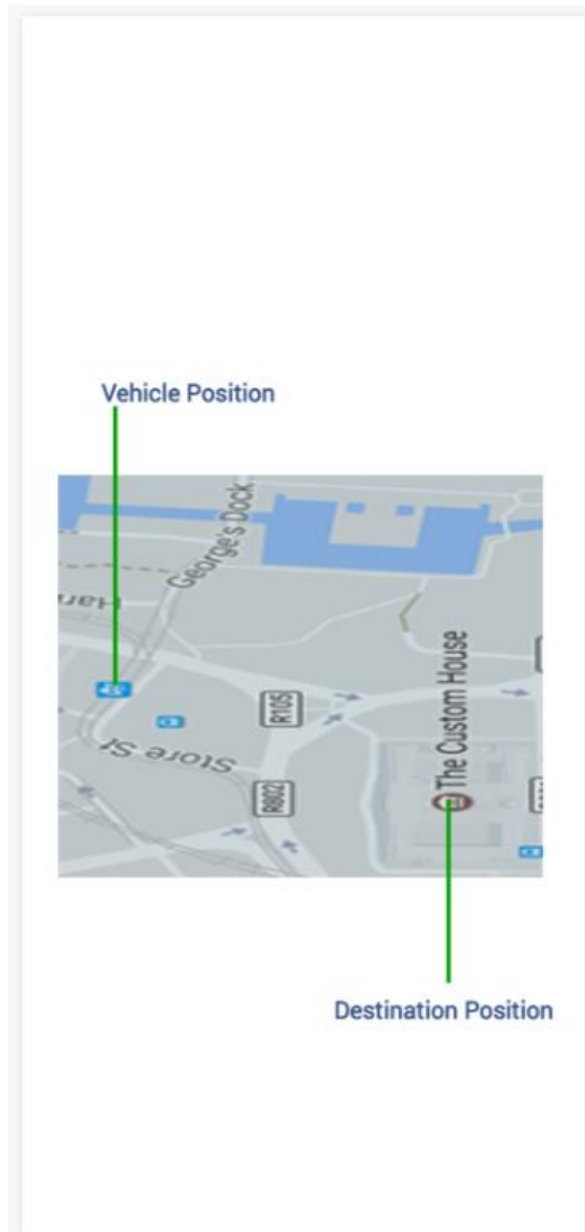 Vehicle Position
George's Dock
Store St
R105
R802
The Custom House
Destination Position